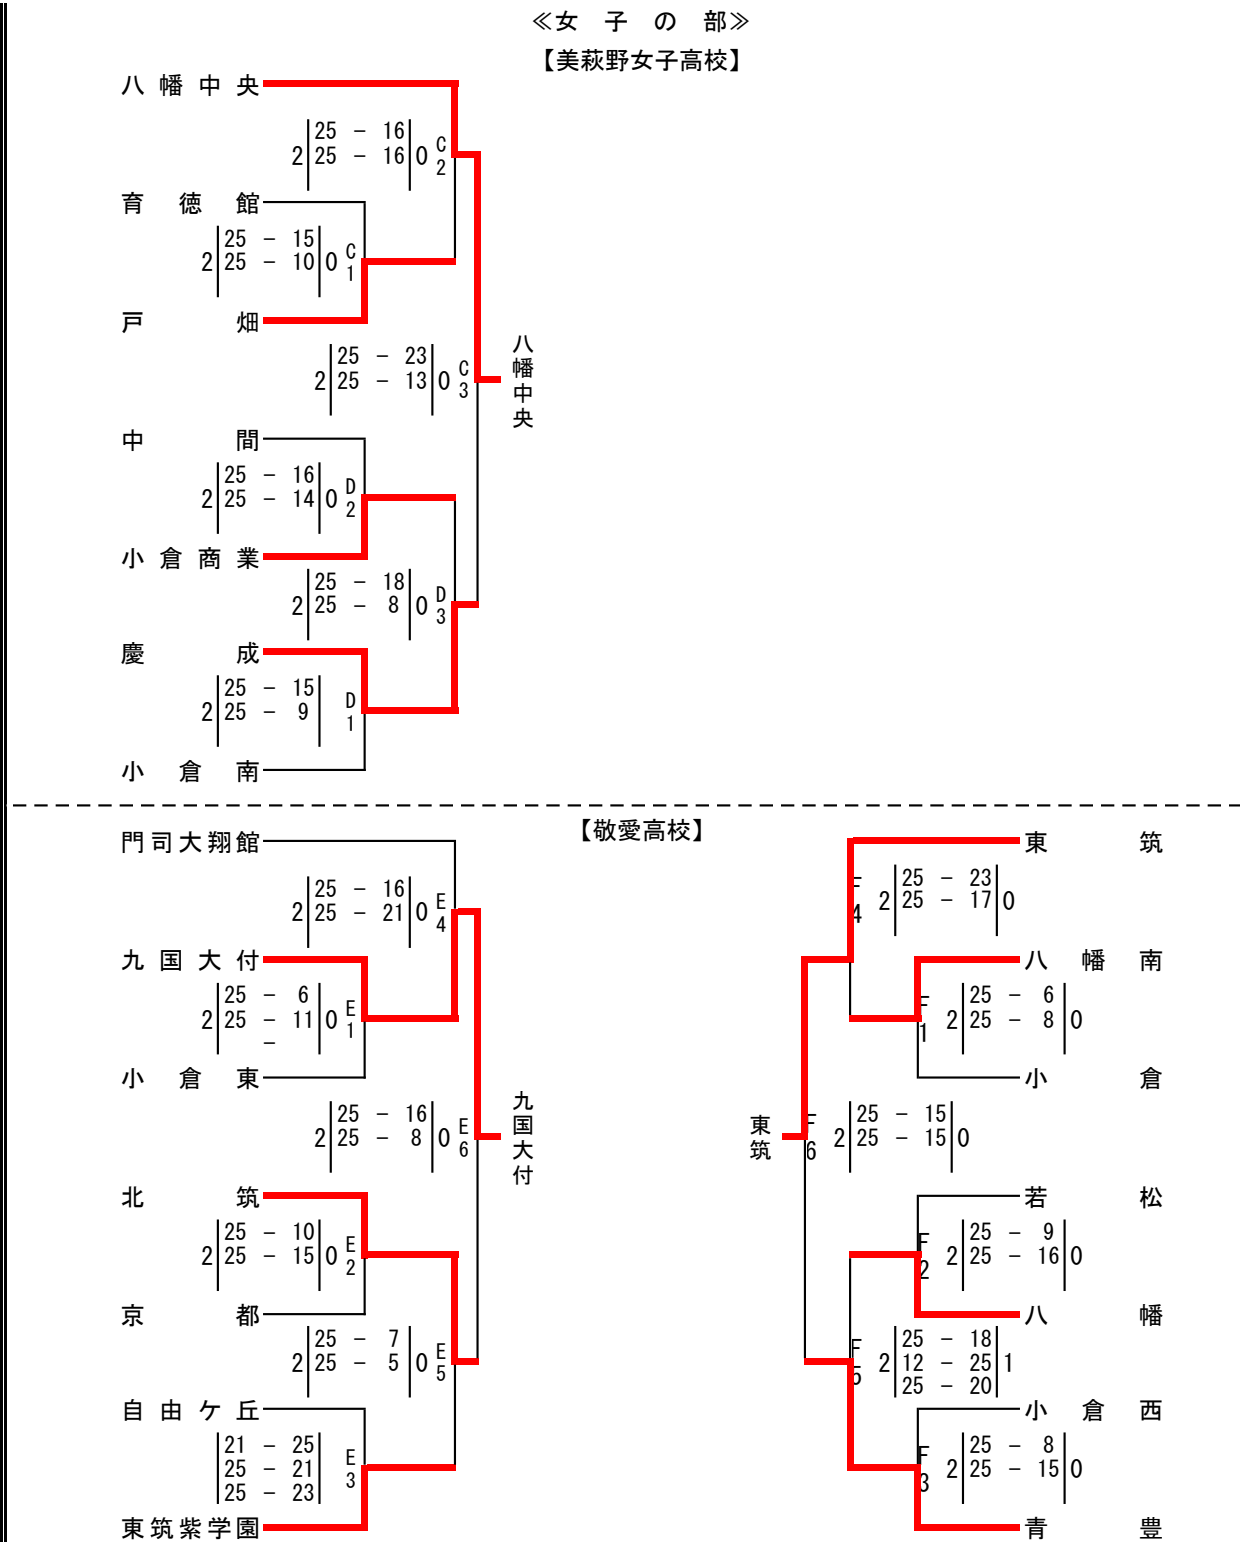 ≪女 子 の 部≫
【美萩野女子高校】
八幡中央
25 － 16
2 25 － 16 0 C2
育徳館
25 － 15
2 25 － 10 0 C1
戸畑
25 － 23
2 25 － 13 0 C3
八幡中央
中間
25 － 16
2 25 － 14 0 D2
小倉商業
25 － 18
2 25 － 8 0 D3
慶成
25 － 15
2 25 － 9 D1
小倉南
【敬愛高校】
門司大翔館
25 － 16
2 25 － 21 0 E4
九国大付
25 － 6
2 25 － 11 0 E1
－
小倉東
25 － 16
2 25 － 8 0 E6
九国大付
北筑
25 － 10
2 25 － 15 0 E2
京都
25 － 7
2 25 － 5 0 E5
自由ケ丘
21 － 25
25 － 21 E3
25 － 23
東筑紫学園
東筑
25 － 23
F4 2 25 － 17 0
八幡南
25 － 6
F1 2 25 － 8 0
小倉
25 － 15
東筑 F6 2 25 － 15 0
若松
25 － 9
F2 2 25 － 16 0
八幡
25 － 18
F5 2 12 － 25 1
25 － 20
小倉西
25 － 8
F3 2 25 － 15 0
青豊